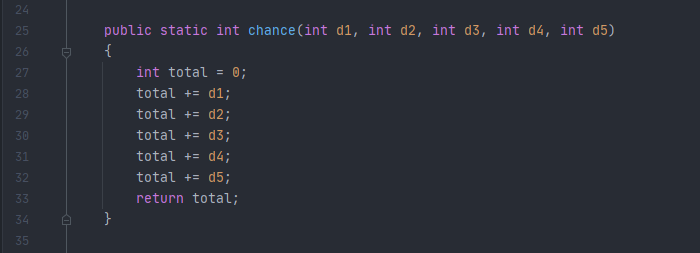 24
25 public static int chance(int d1, int d2, int d3, int d4, int d5)
26 {
27 int total = 0;
28 total += d1;
29 total += d2;
30 total += d3;
31 total += d4;
32 total += d5;
33 return total;
34 }
35